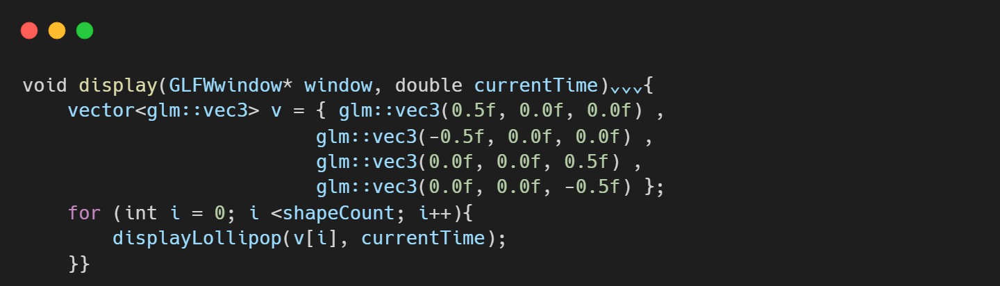 void display(GLFWwindow* window, double currentTime)ˬˬˬ{
    vector<glm::vec3> v = { glm::vec3(0.5f, 0.0f, 0.0f) ,
                          glm::vec3(-0.5f, 0.0f, 0.0f) ,
                          glm::vec3(0.0f, 0.0f, 0.5f) ,
                          glm::vec3(0.0f, 0.0f, -0.5f) };
    for (int i = 0; i <shapeCount; i++){
        displayLollipop(v[i], currentTime);
    }}